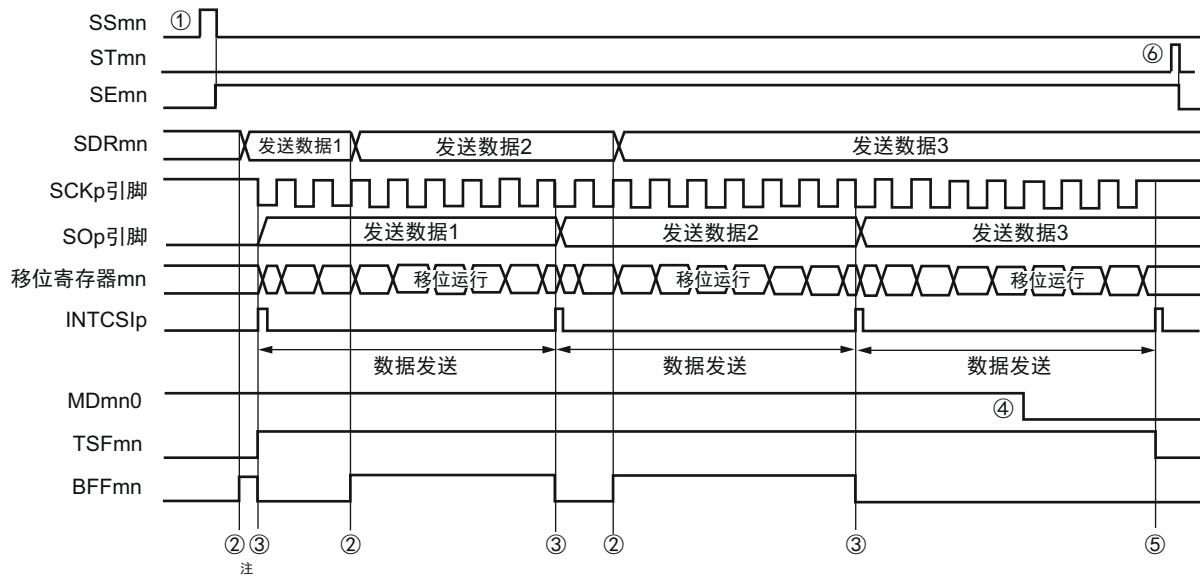 SSmn ①
STmn ⑥
SEmn
SDRmn 发送数据1 发送数据2 发送数据3
SCKp引脚
SOp引脚 发送数据1 发送数据2 发送数据3
移位寄存器mn 移位运行 移位运行 移位运行
INTCSIp
数据发送 数据发送 数据发送
MDmn0 ④
TSFmn
BFFmn
② ③ ② ③ ② ③ ⑤
注